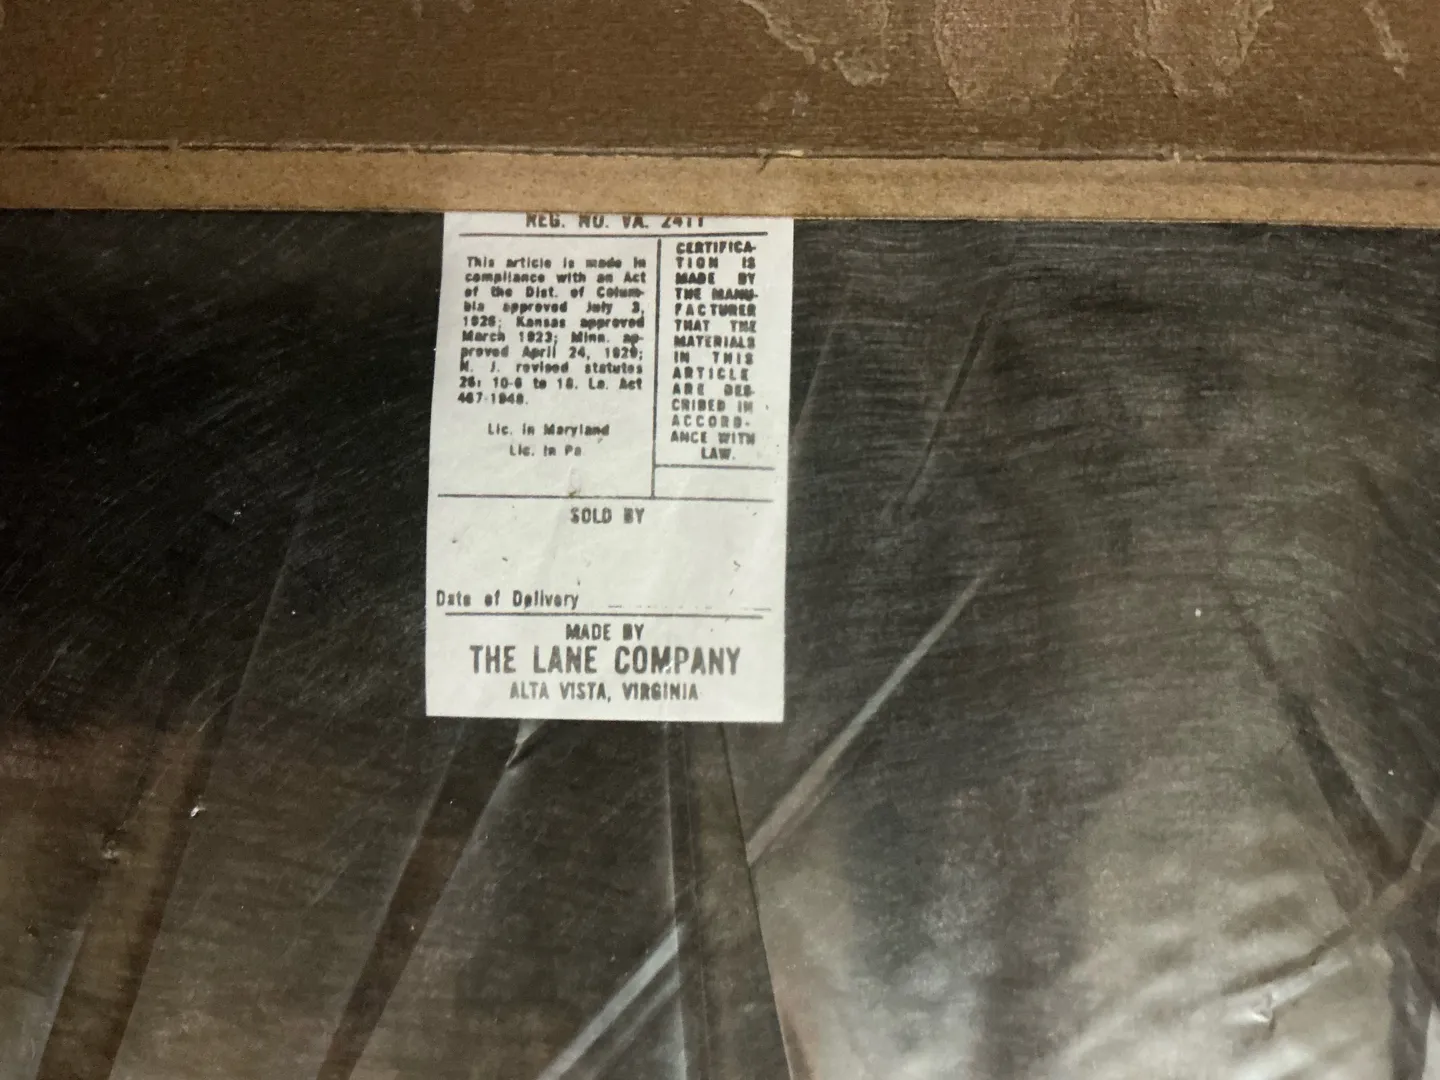 REG. NO. VA. 2411
This article is made in
compliance with an Act
of the Dist. of Colum-
bia approved July 3,
1926; Kansas approved
March 1923; Minn. ap-
proved April 24, 1929;
N. J. revised statutes
26: 10-6 to 18. La. Act
467-1948.
Lic. in Maryland
Lic. in Pa.
CERTIFICA-
TION IS
MADE BY
THE MANU-
FACTURER
THAT THE
MATERIALS
IN THIS
ARTICLE
ARE DES-
CRIBED IN
ACCORD-
ANCE WITH
LAW.
SOLD BY
Date of Delivery
MADE BY
THE LANE COMPANY
ALTA VISTA, VIRGINIA